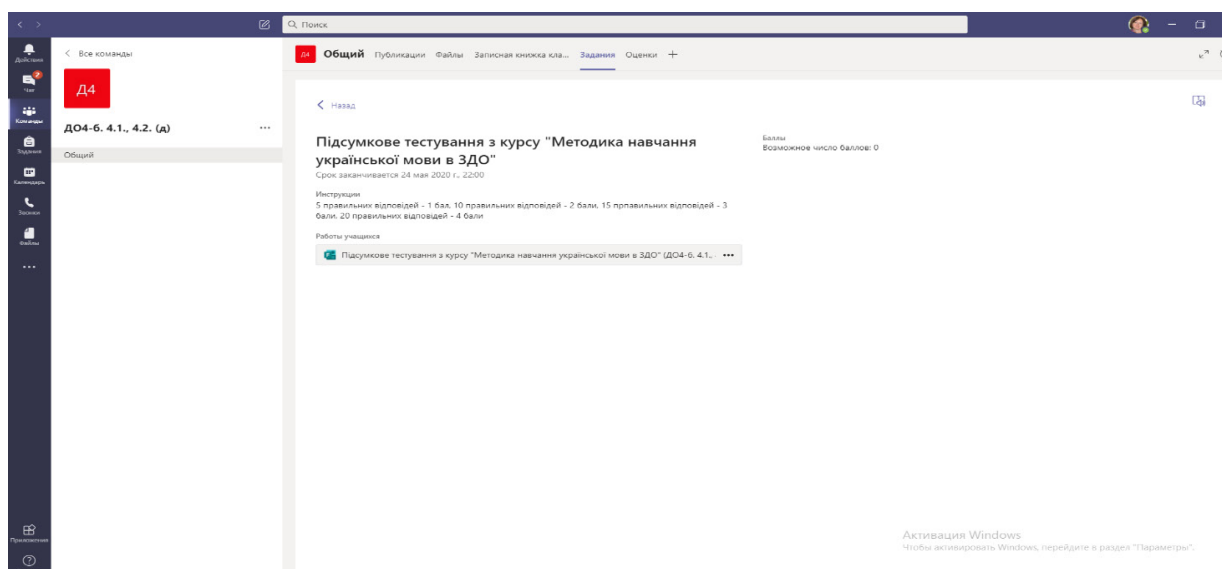 Поиск
Действия
Чат
2
Команды
Задания
Календарь
Звонки
Файлы
Приложения
Все команды
Д4
ДО4-б. 4.1., 4.2. (д)
Общий
Д4 Общий Публикации Файлы Записная книжка кла... Задания Оценки
Назад
Підсумкове тестування з курсу "Методика навчання
української мови в ЗДО"
Срок заканчивается 24 мая 2020 г., 22:00
Инструкции
5 правильних відповідей - 1 бал, 10 правильних відповідей - 2 бали, 15 прпавильних відповідей - 3
бали, 20 правильних відповідей - 4 бали
Работы учащихся
Підсумкове тестування з курсу "Методика навчання української мови в ЗДО" (ДО4-б. 4.1.,
Баллы
Возможное число баллов: 0
Активация Windows
Чтобы активировать Windows, перейдите в раздел "Параметры".